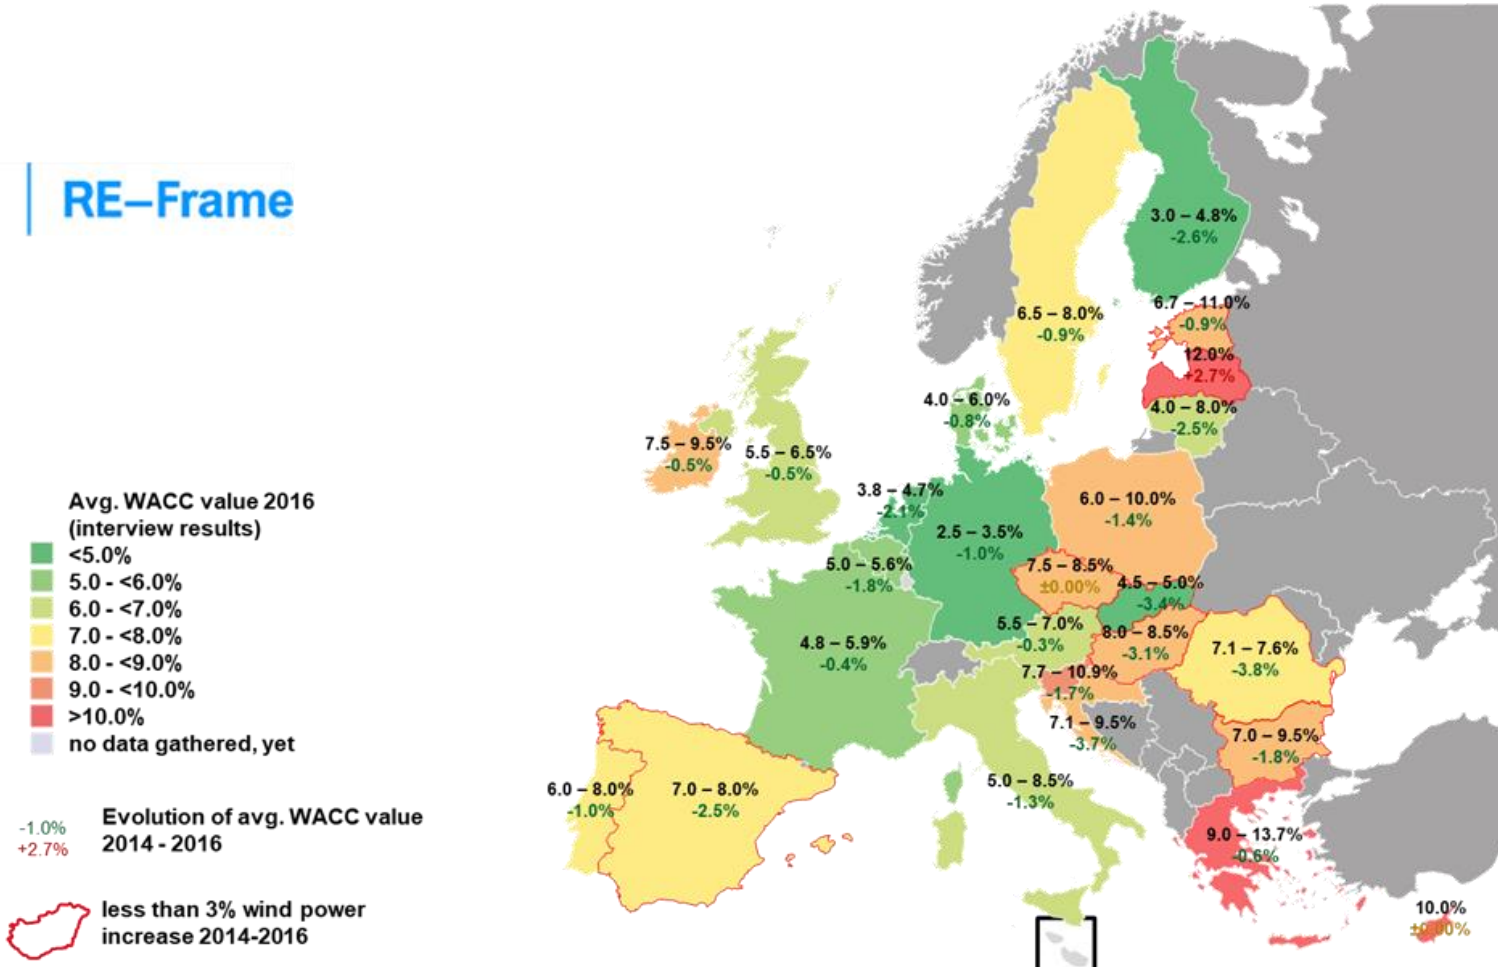 RE–Frame
Avg. WACC value 2016
(interview results)
<5.0%
5.0 - <6.0%
6.0 - <7.0%
7.0 - <8.0%
8.0 - <9.0%
9.0 - <10.0%
>10.0%
no data gathered, yet
-1.0%
+2.7%
Evolution of avg. WACC value
2014 - 2016
less than 3% wind power
increase 2014-2016
3.0 – 4.8%
-2.6%
6.5 – 8.0%
-0.9%
6.7 – 11.0%
-0.9%
12.0%
+2.7%
4.0 – 8.0%
-2.5%
4.0 – 6.0%
-0.8%
7.5 – 9.5%
-0.5%
5.5 – 6.5%
-0.5%
3.8 – 4.7%
-2.1%
2.5 – 3.5%
-1.0%
6.0 – 10.0%
-1.4%
5.0 – 5.6%
-1.8%
7.5 – 8.5%
±0.00%
4.5 – 5.0%
-3.4%
4.8 – 5.9%
-0.4%
5.5 – 7.0%
-0.3%
8.0 – 8.5%
-3.1%
7.1 – 7.6%
-3.8%
7.7 – 10.9%
-1.7%
7.1 – 9.5%
-3.7%
7.0 – 9.5%
-1.8%
6.0 – 8.0%
-1.0%
7.0 – 8.0%
-2.5%
5.0 – 8.5%
-1.3%
9.0 – 13.7%
-0.6%
10.0%
±0.00%